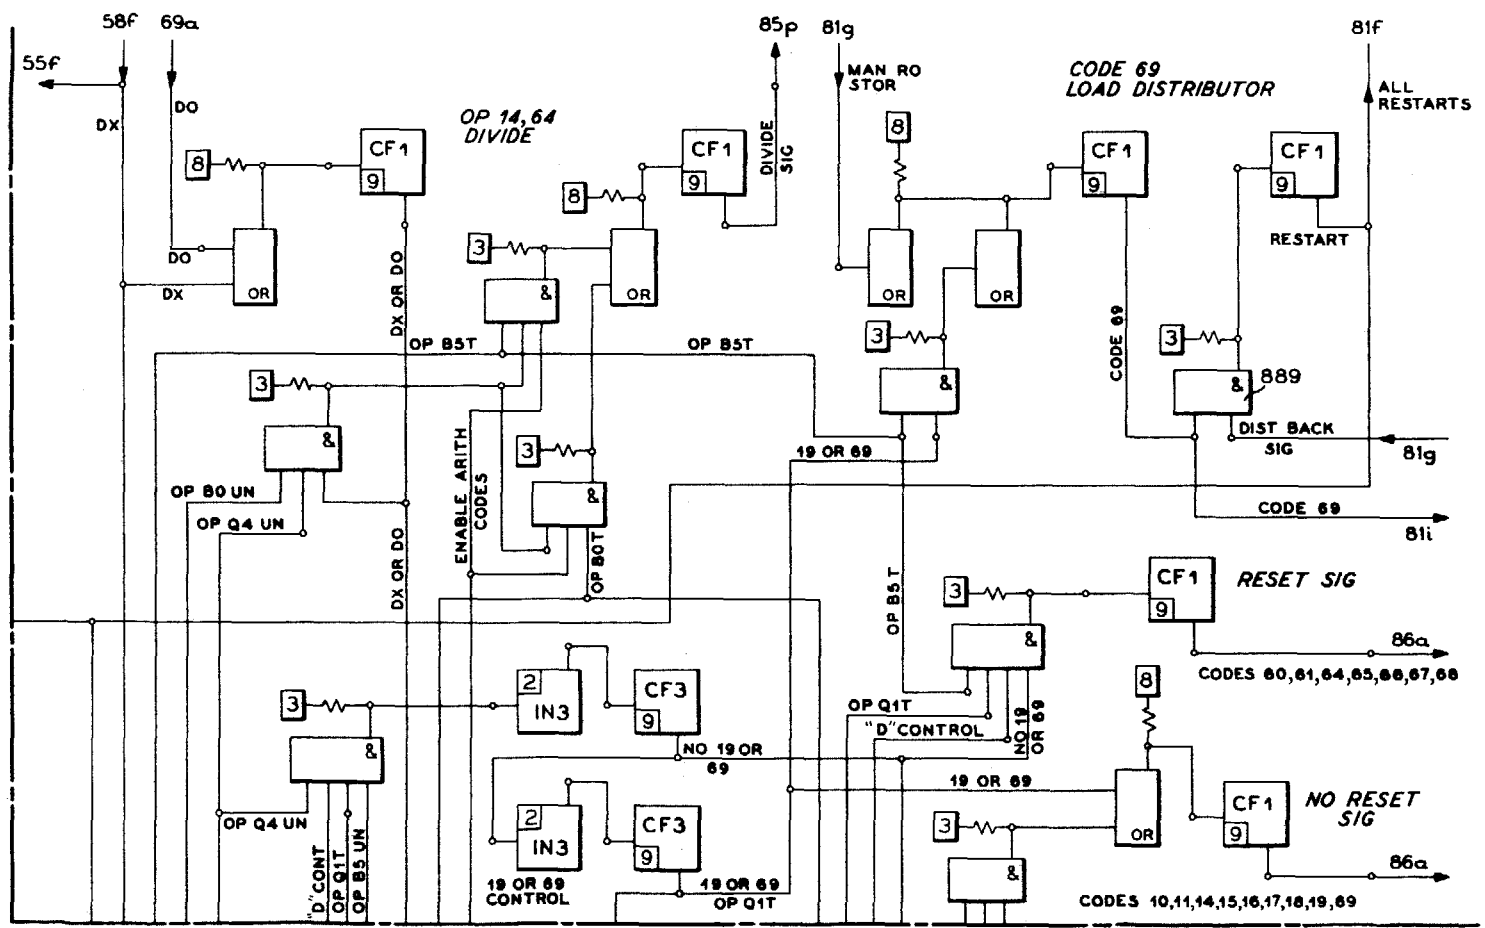 58f
69a
85p
81g
81f
55f
DO
DX
OP 14,64
DIVIDE
DIVIDE
SIG
MAN RO
STOR
CODE 69
LOAD DISTRIBUTOR
ALL
RESTARTS
8
CF1
9
8
CF1
9
8
CF1
9
CF1
9
DO
DX
OR
DX OR DO
3
OR
&
OR
OR
RESTART
OP B5T
OP B5T
3
&
CODE 69
3
&
889
3
&
ENABLE ARITH
CODES
3
&
19 OR 69
DIST BACK
SIG
81g
OP B0 UN
OP Q4 UN
DX OR DO
OP B0T
CODE 69
81i
OP B5T
3
&
CF1
9
RESET SIG
86a
CODES 60,61,64,65,66,67,68
3
&
2
IN3
CF3
9
NO 19 OR
69
OP Q1T
"D" CONTROL
NO 19
OR 69
8
19 OR 69
OR
CF1
9
NO RESET
SIG
86a
OP Q4 UN
"D" CONT
OP Q1T
OP B5 UN
2
IN3
CF3
9
19 OR 69
CONTROL
19 OR 69
OP Q1T
3
&
CODES 10,11,14,15,16,17,18,19,69